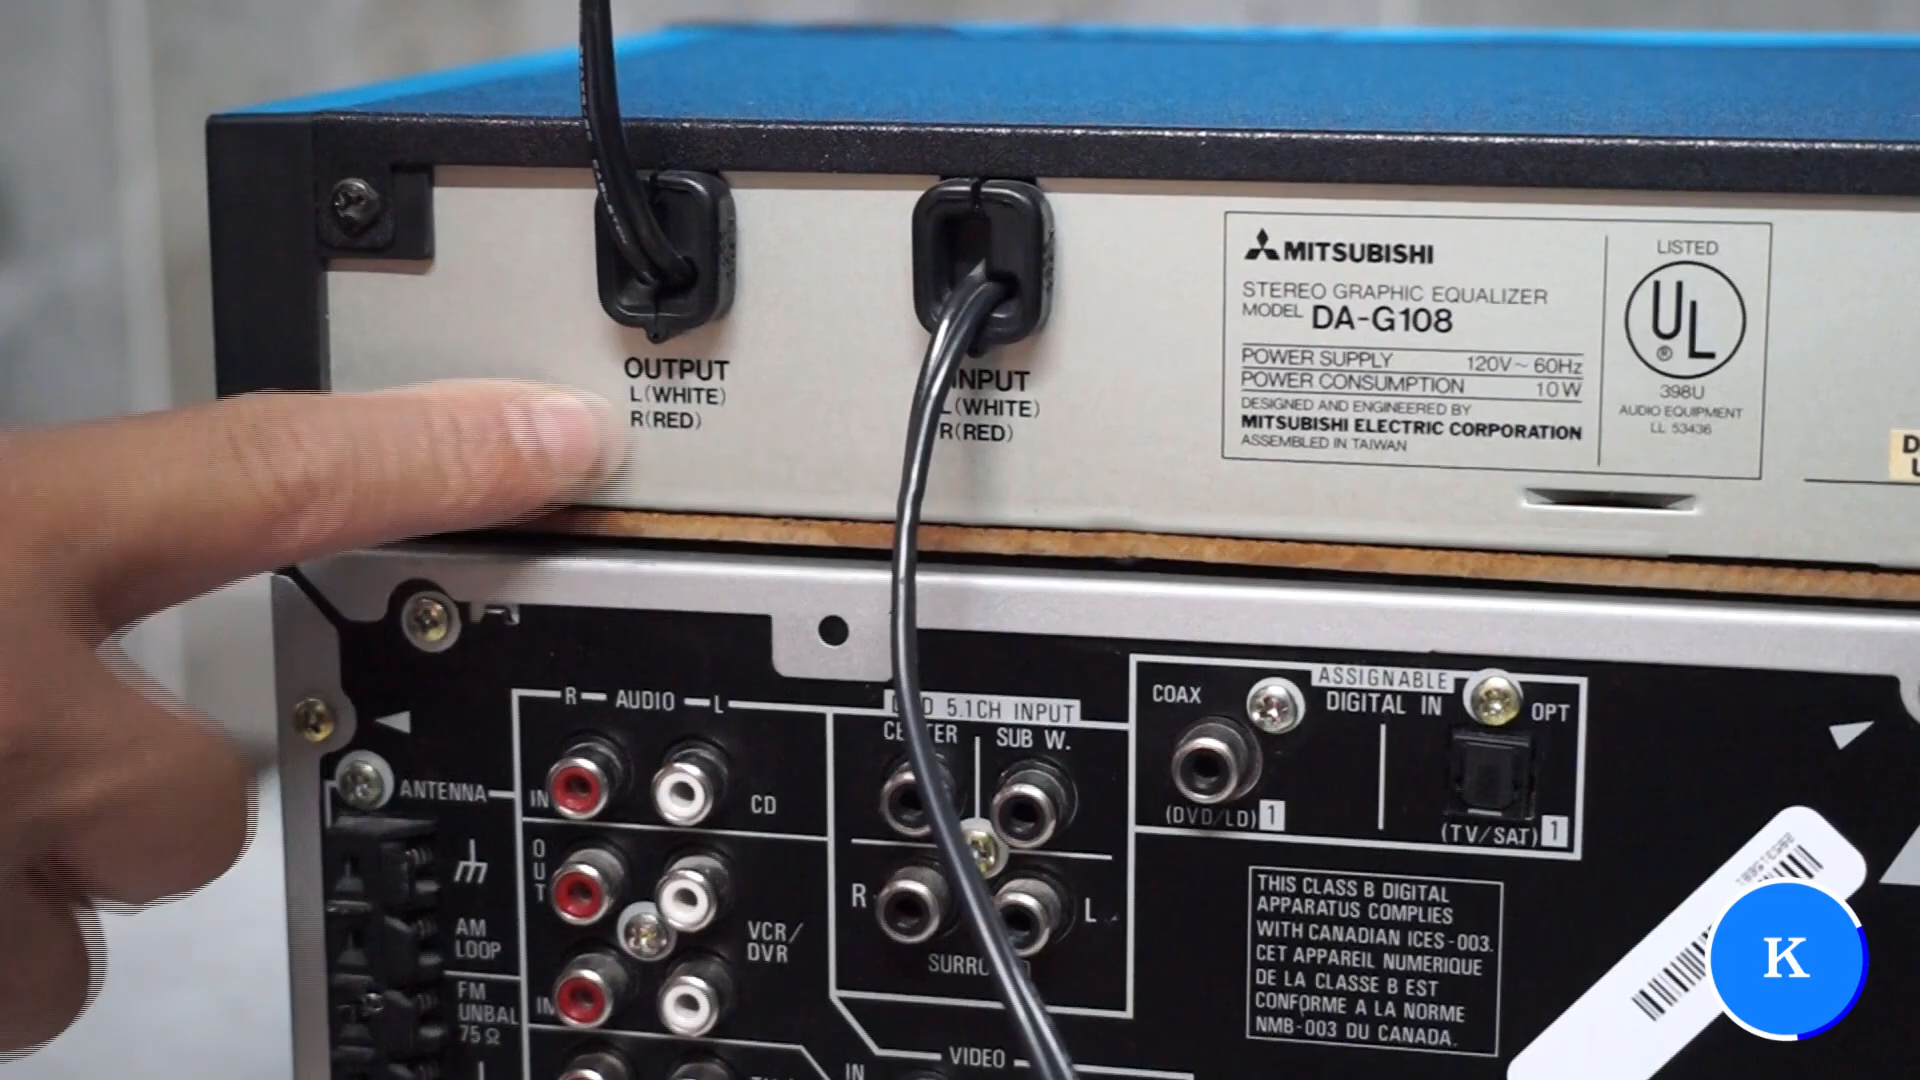 OUTPUT
L(WHITE)
R(RED)
INPUT
L(WHITE)
R(RED)
MITSUBISHI
STEREO GRAPHIC EQUALIZER
MODEL DA-G108
POWER SUPPLY 120V~60Hz
POWER CONSUMPTION 10W
DESIGNED AND ENGINEERED BY
MITSUBISHI ELECTRIC CORPORATION
ASSEMBLED IN TAIWAN
LISTED
UL
®
398U
AUDIO EQUIPMENT
LL 53436
R AUDIO L
IN
CD
OUT
VCR/
DVR
IN
ANTENNA
AM
LOOP
FM
UNBAL
75Ω
5.1CH INPUT
SUB W.
R
L
VIDEO
IN
ASSIGNABLE
DIGITAL IN
COAX
OPT
(DVD/LD) 1
(TV/SAT) 1
THIS CLASS B DIGITAL
APPARATUS COMPLIES
WITH CANADIAN ICES-003.
CET APPAREIL NUMERIQUE
DE LA CLASSE B EST
CONFORME A LA NORME
NMB-003 DU CANADA.
K